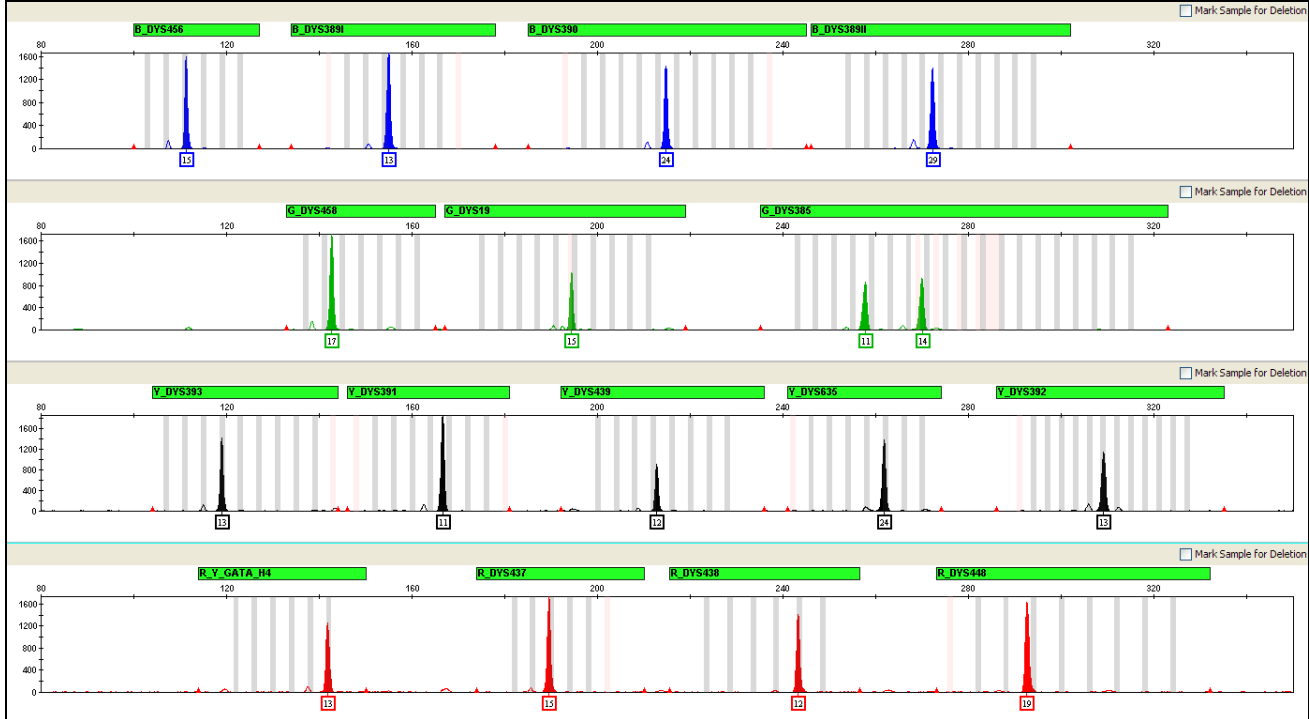 Mark Sample for Deletion
B_DYS456 B_DYS389I B_DYS390 B_DYS389II
80 120 160 200 240 280 320
1600
1200
800
400
0
15 13 24 29
Mark Sample for Deletion
G_DYS458 G_DYS19 G_DYS385
80 120 160 200 240 280 320
1600
1200
800
400
0
17 15 11 14
Mark Sample for Deletion
Y_DYS393 Y_DYS391 Y_DYS439 Y_DYS635 Y_DYS392
80 120 160 200 240 280 320
1600
1200
800
400
0
13 11 12 24 13
Mark Sample for Deletion
R_Y_GATA_H4 R_DYS437 R_DYS438 R_DYS448
80 120 160 200 240 280 320
1600
1200
800
400
0
13 15 12 19